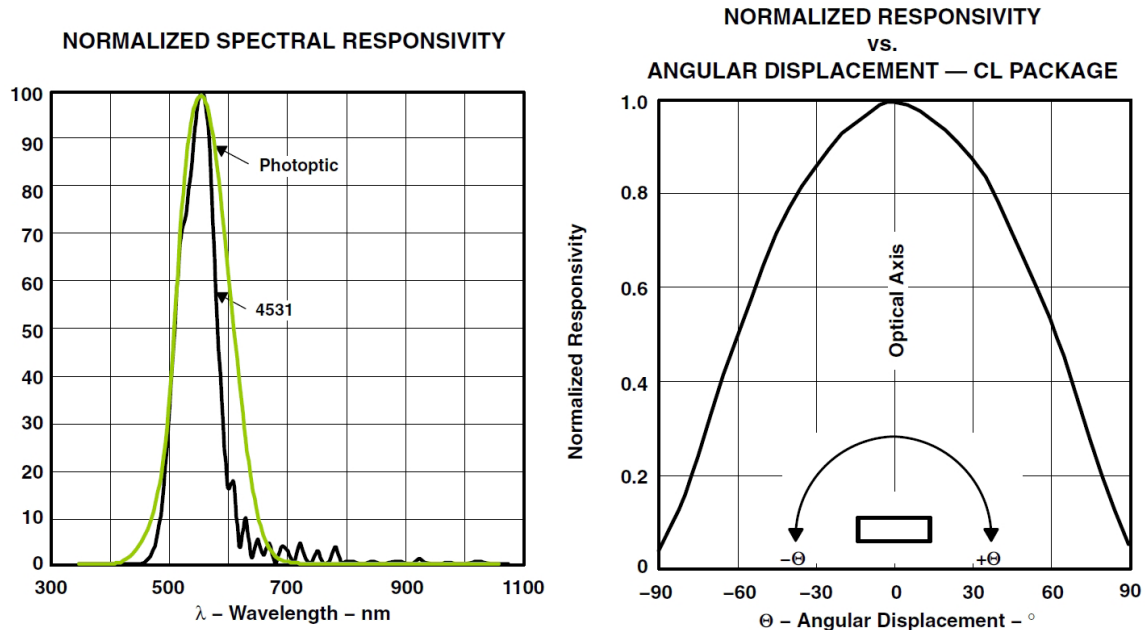 NORMALIZED SPECTRAL RESPONSIVITY
100
90
80
70
60
50
40
30
20
10
0
Photoptic
4531
300
500
700
900
1100
λ – Wavelength – nm
NORMALIZED RESPONSIVITY
vs.
ANGULAR DISPLACEMENT — CL PACKAGE
Normalized Responsivity
1.0
0.8
0.6
0.4
0.2
0
Optical Axis
–Θ
+Θ
–90
–60
–30
0
30
60
90
Θ – Angular Displacement – °